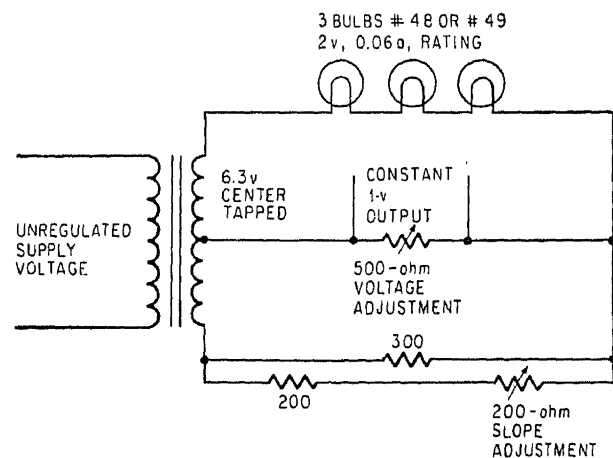 3 BULBS # 48 OR # 49
2v, 0.06a, RATING
6.3v
CENTER
TAPPED
CONSTANT
1-v
OUTPUT
UNREGULATED
SUPPLY
VOLTAGE
500-ohm
VOLTAGE
ADJUSTMENT
300
200
200-ohm
SLOPE
ADJUSTMENT